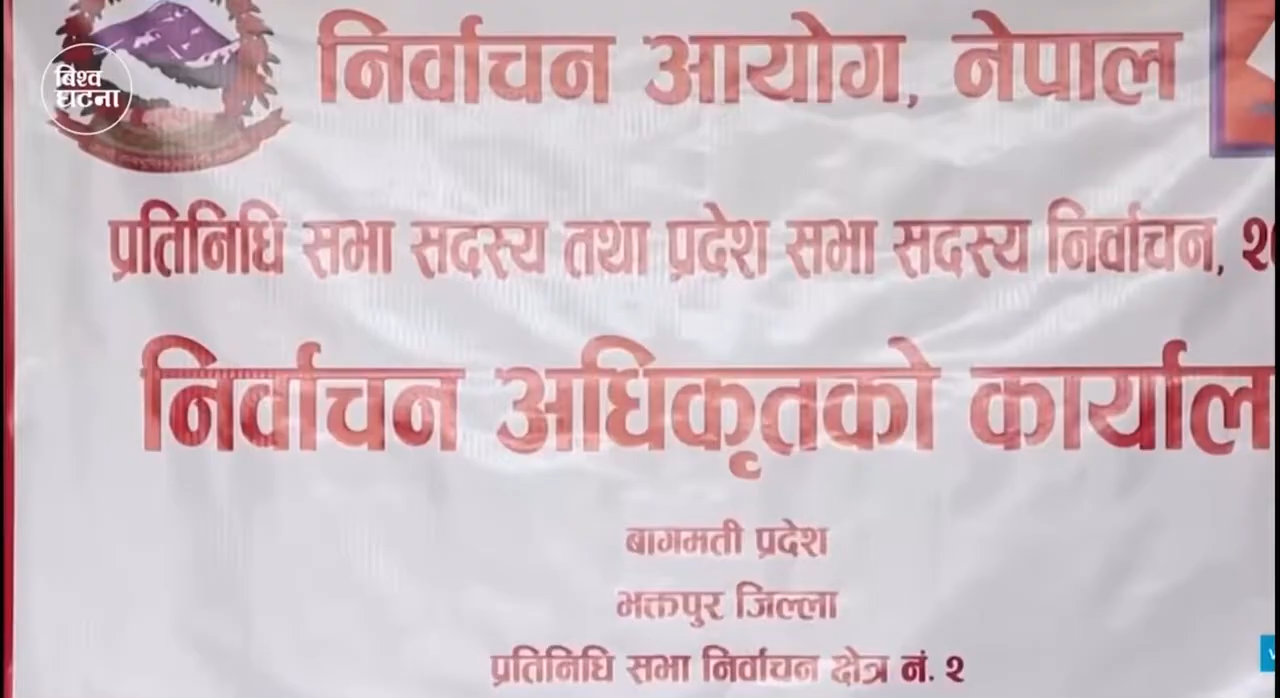 बिश्व
घटना
निर्वाचन आयोग, नेपाल
प्रतिनिधि सभा सदस्य तथा प्रदेश सभा सदस्य निर्वाचन,
निर्वाचन अधिकृतको
बागमती प्रदेश
भक्तपुर जिल्ला
प्रतिनिधि सभा निर्वाचन क्षेत्र नं. २